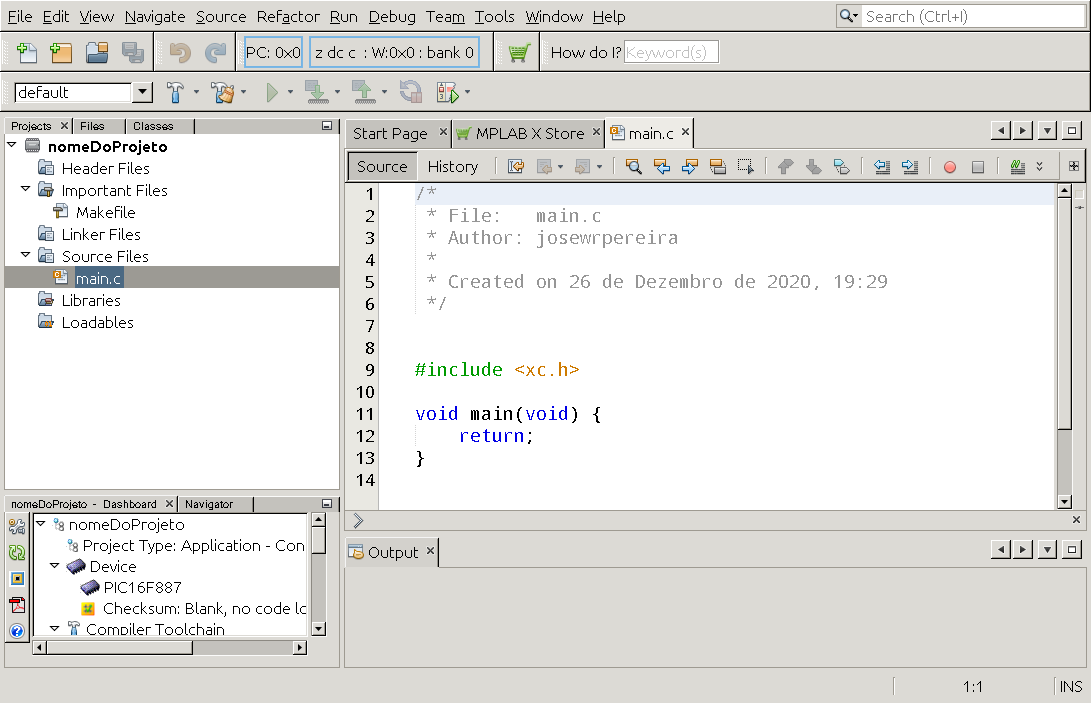 File Edit View Navigate Source Refactor Run Debug Team Tools Window Help Search (Ctrl+I)
PC: 0x0 z dc c : W:0x0 : bank 0 How do I? Keyword(s)
default
Projects Files Classes
nomeDoProjeto
Header Files
Important Files
Makefile
Linker Files
Source Files
main.c
Libraries
Loadables
Start Page MPLAB X Store main.c
Source History
1 /*
2 * File: main.c
3 * Author: josewrpereira
4 *
5 * Created on 26 de Dezembro de 2020, 19:29
6 */
7
8
9 #include <xc.h>
10
11 void main(void) {
12 return;
13 }
14
nomeDoProjeto - Dashboard Navigator
nomeDoProjeto
Project Type: Application - Con
Device
PIC16F887
Checksum: Blank, no code lo
Compiler Toolchain
Output
1:1 INS